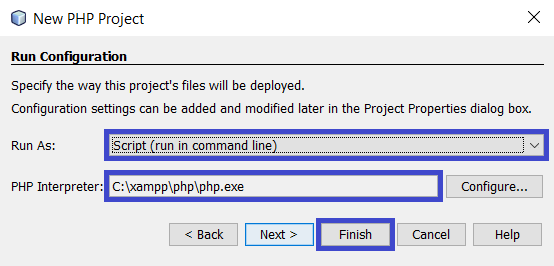 New PHP Project
Run Configuration
Specify the way this project's files will be deployed.
Configuration settings can be added and modified later in the Project Properties dialog box.
Run As: Script (run in command line)
PHP Interpreter: C:\xampp\php\php.exe Configure...
< Back Next > Finish Cancel Help